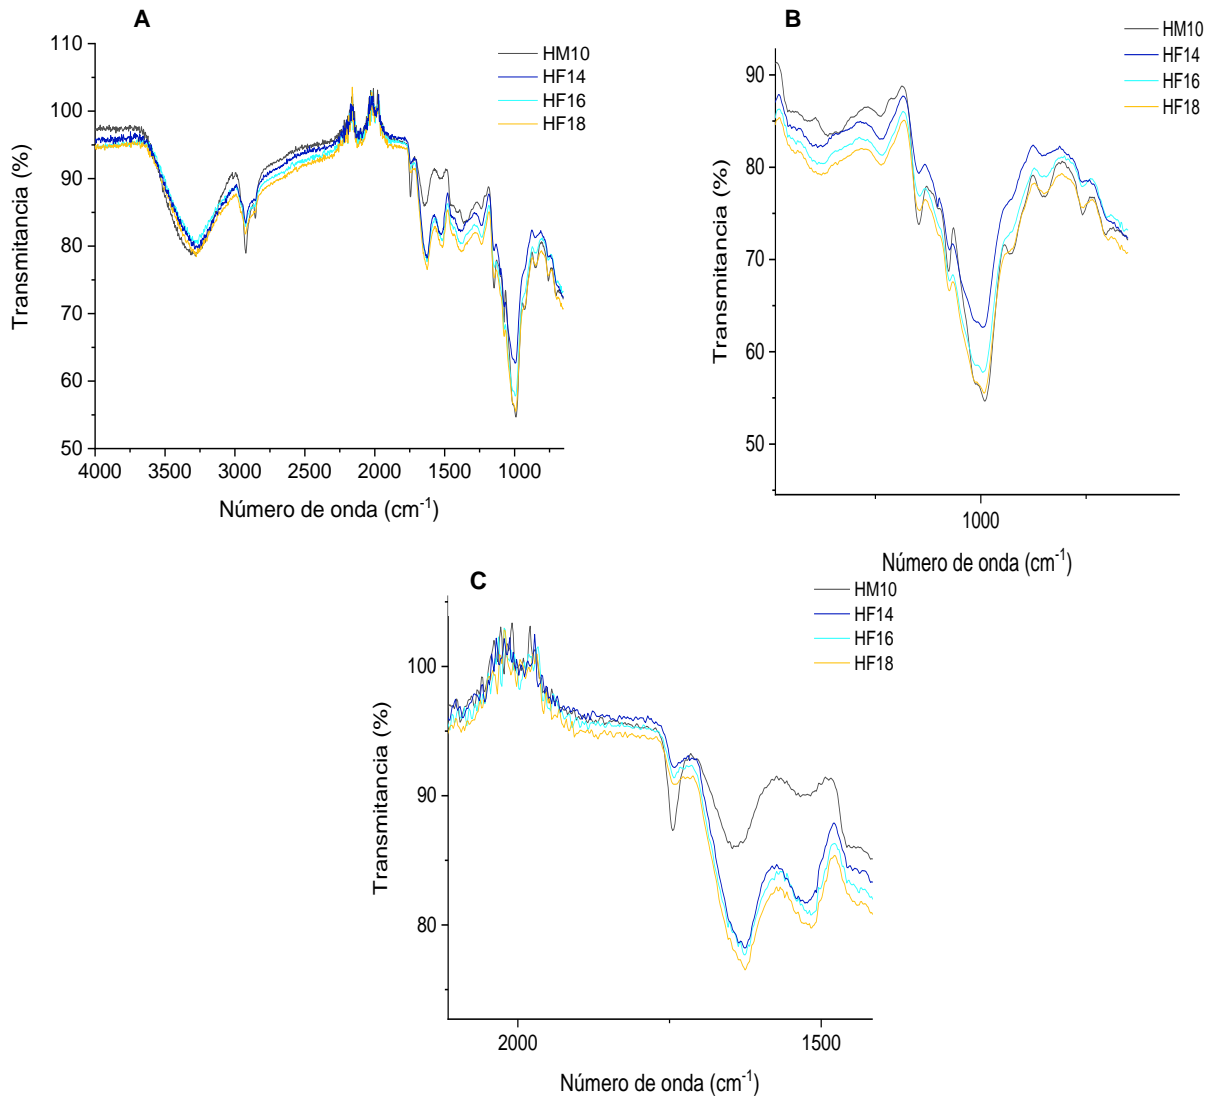 A
HM10
HF14
HF16
HF18
110
100
90
80
70
60
50
Transmitancia (%)
4000 3500 3000 2500 2000 1500 1000
Número de onda (cm-1)
B
HM10
HF14
HF16
HF18
90
80
70
60
50
Transmitancia (%)
1000
Número de onda (cm-1)
C
HM10
HF14
HF16
HF18
100
90
80
Transmitancia (%)
2000 1500
Número de onda (cm-1)